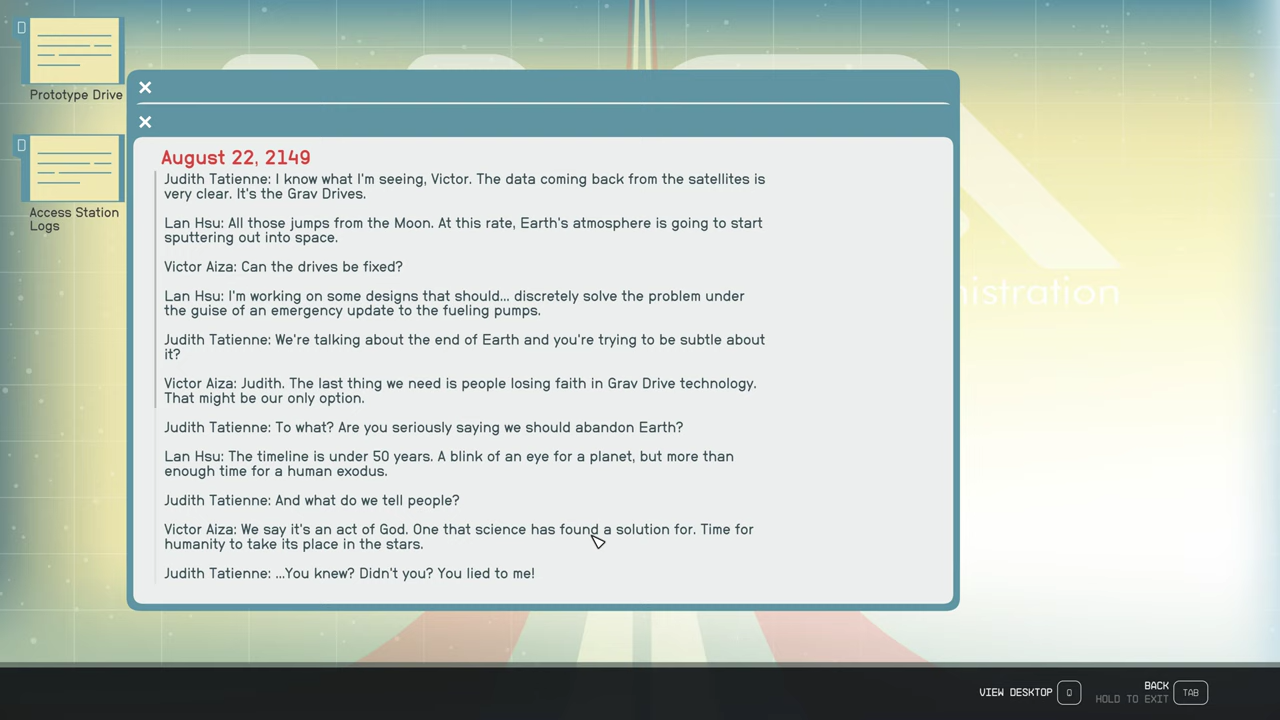 Prototype Drive
Access Station
Logs
August 22, 2149
Judith Tatienne: I know what I'm seeing, Victor. The data coming back from the satellites is
very clear. It's the Grav Drives.
Lan Hsu: All those jumps from the Moon. At this rate, Earth's atmosphere is going to start
sputtering out into space.
Victor Aiza: Can the drives be fixed?
Lan Hsu: I'm working on some designs that should... discretely solve the problem under
the guise of an emergency update to the fueling pumps.
Judith Tatienne: We're talking about the end of Earth and you're trying to be subtle about
it?
Victor Aiza: Judith. The last thing we need is people losing faith in Grav Drive technology.
That might be our only option.
Judith Tatienne: To what? Are you seriously saying we should abandon Earth?
Lan Hsu: The timeline is under 50 years. A blink of an eye for a planet, but more than
enough time for a human exodus.
Judith Tatienne: And what do we tell people?
Victor Aiza: We say it's an act of God. One that science has found a solution for. Time for
humanity to take its place in the stars.
Judith Tatienne: ...You knew? Didn't you? You lied to me!
nistration
VIEW DESKTOP Q
BACK
HOLD TO EXIT TAB